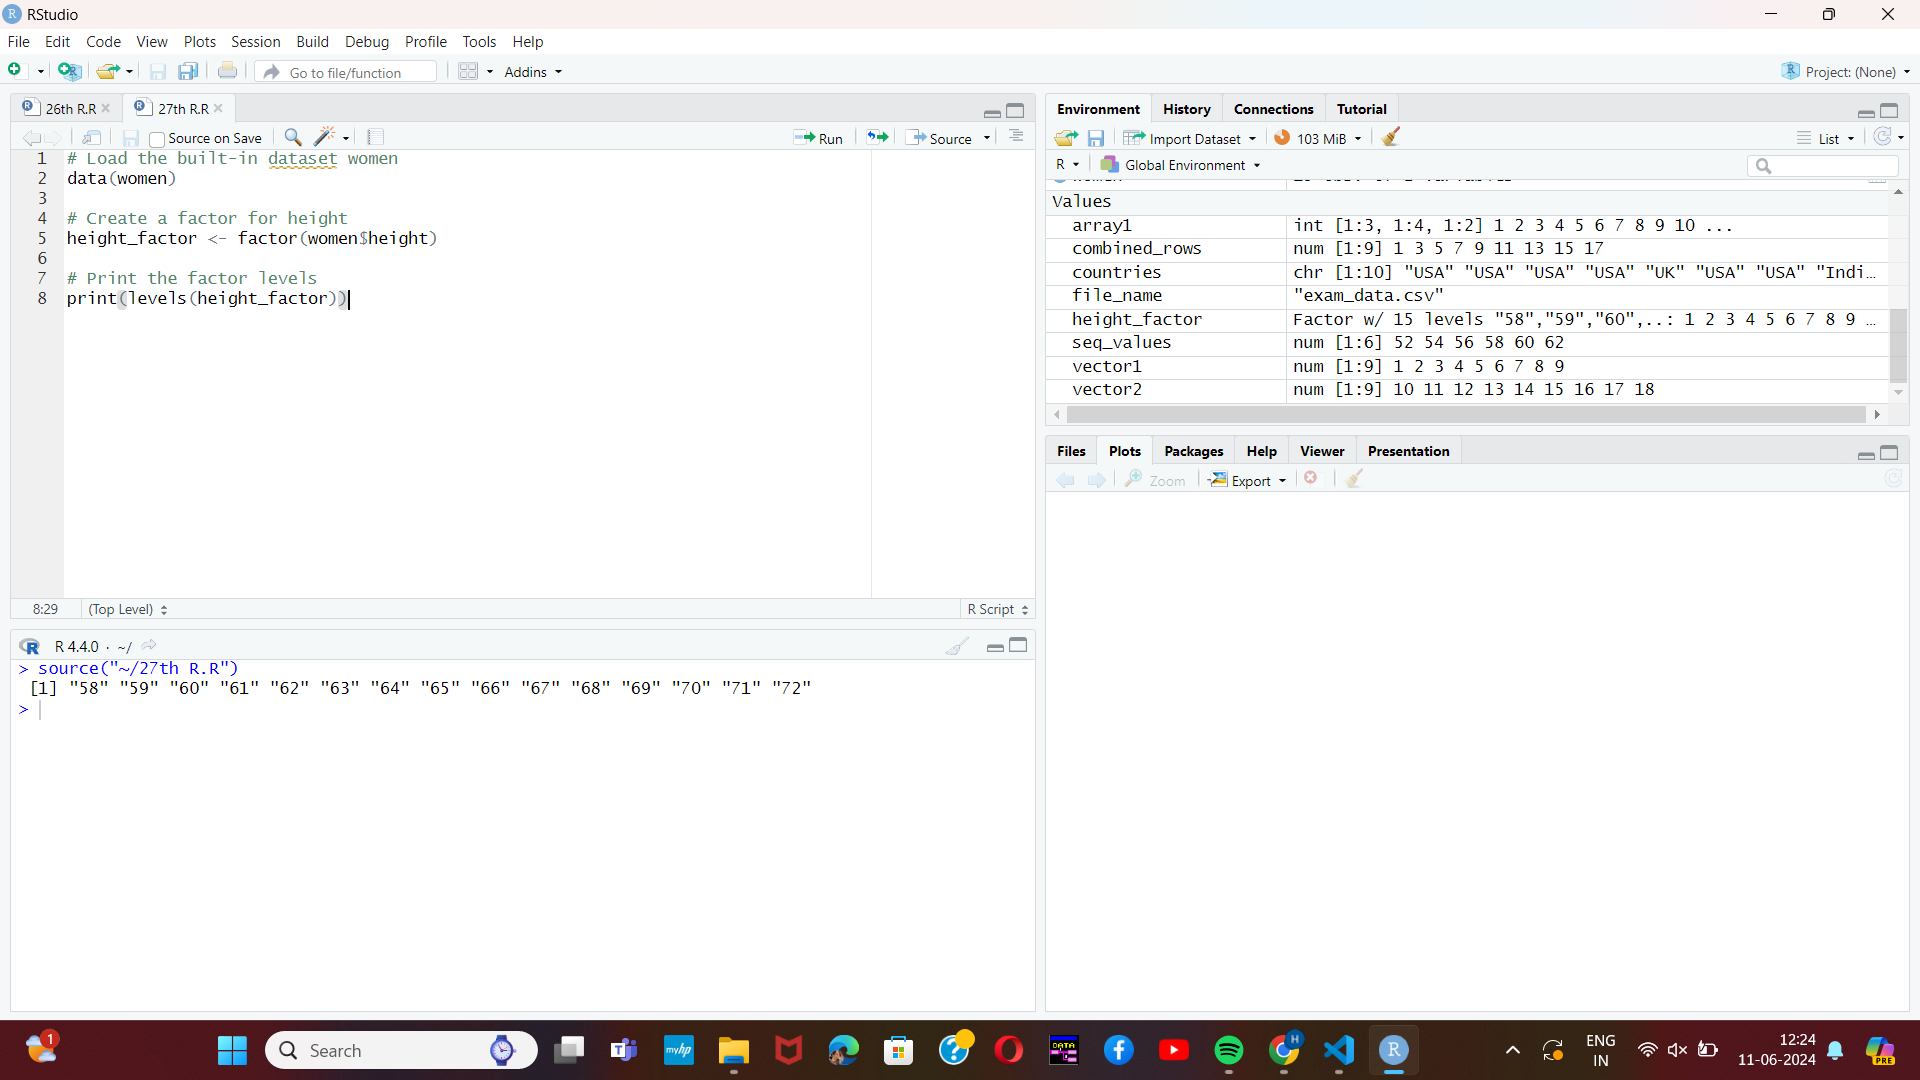 RStudio
File Edit Code View Plots Session Build Debug Profile Tools Help
Go to file/function Addins Project: (None)
26th R.R 27th R.R
Source on Save Run Source
1 # Load the built-in dataset women
2 data(women)
3
4 # Create a factor for height
5 height_factor <- factor(women$height)
6
7 # Print the factor levels
8 print(levels(height_factor))
8:29 (Top Level) R Script
R R 4.4.0 · ~/
> source("~/27th R.R")
[1] "58" "59" "60" "61" "62" "63" "64" "65" "66" "67" "68" "69" "70" "71" "72"
>
Environment History Connections Tutorial
Import Dataset 103 MiB List
R Global Environment
Values
array1 int [1:3, 1:4, 1:2] 1 2 3 4 5 6 7 8 9 10 ...
combined_rows num [1:9] 1 3 5 7 9 11 13 15 17
countries chr [1:10] "USA" "USA" "USA" "USA" "UK" "USA" "USA" "Indi...
file_name "exam_data.csv"
height_factor Factor w/ 15 levels "58","59","60",..: 1 2 3 4 5 6 7 8 9 …
seq_values num [1:6] 52 54 56 58 60 62
vector1 num [1:9] 1 2 3 4 5 6 7 8 9
vector2 num [1:9] 10 11 12 13 14 15 16 17 18
Files Plots Packages Help Viewer Presentation
Zoom Export
1 Search myhp DATA H R ENG
IN
12:24
11-06-2024
PRE